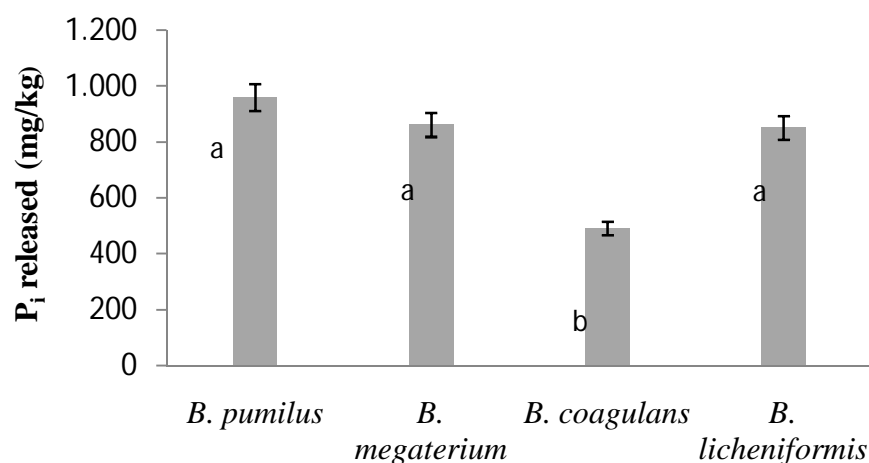 1.200
1.000
800
600
400
200
0
Pi released (mg/kg)
a
a
b
a
B. pumilus
B. megaterium
B. coagulans
B. licheniformis